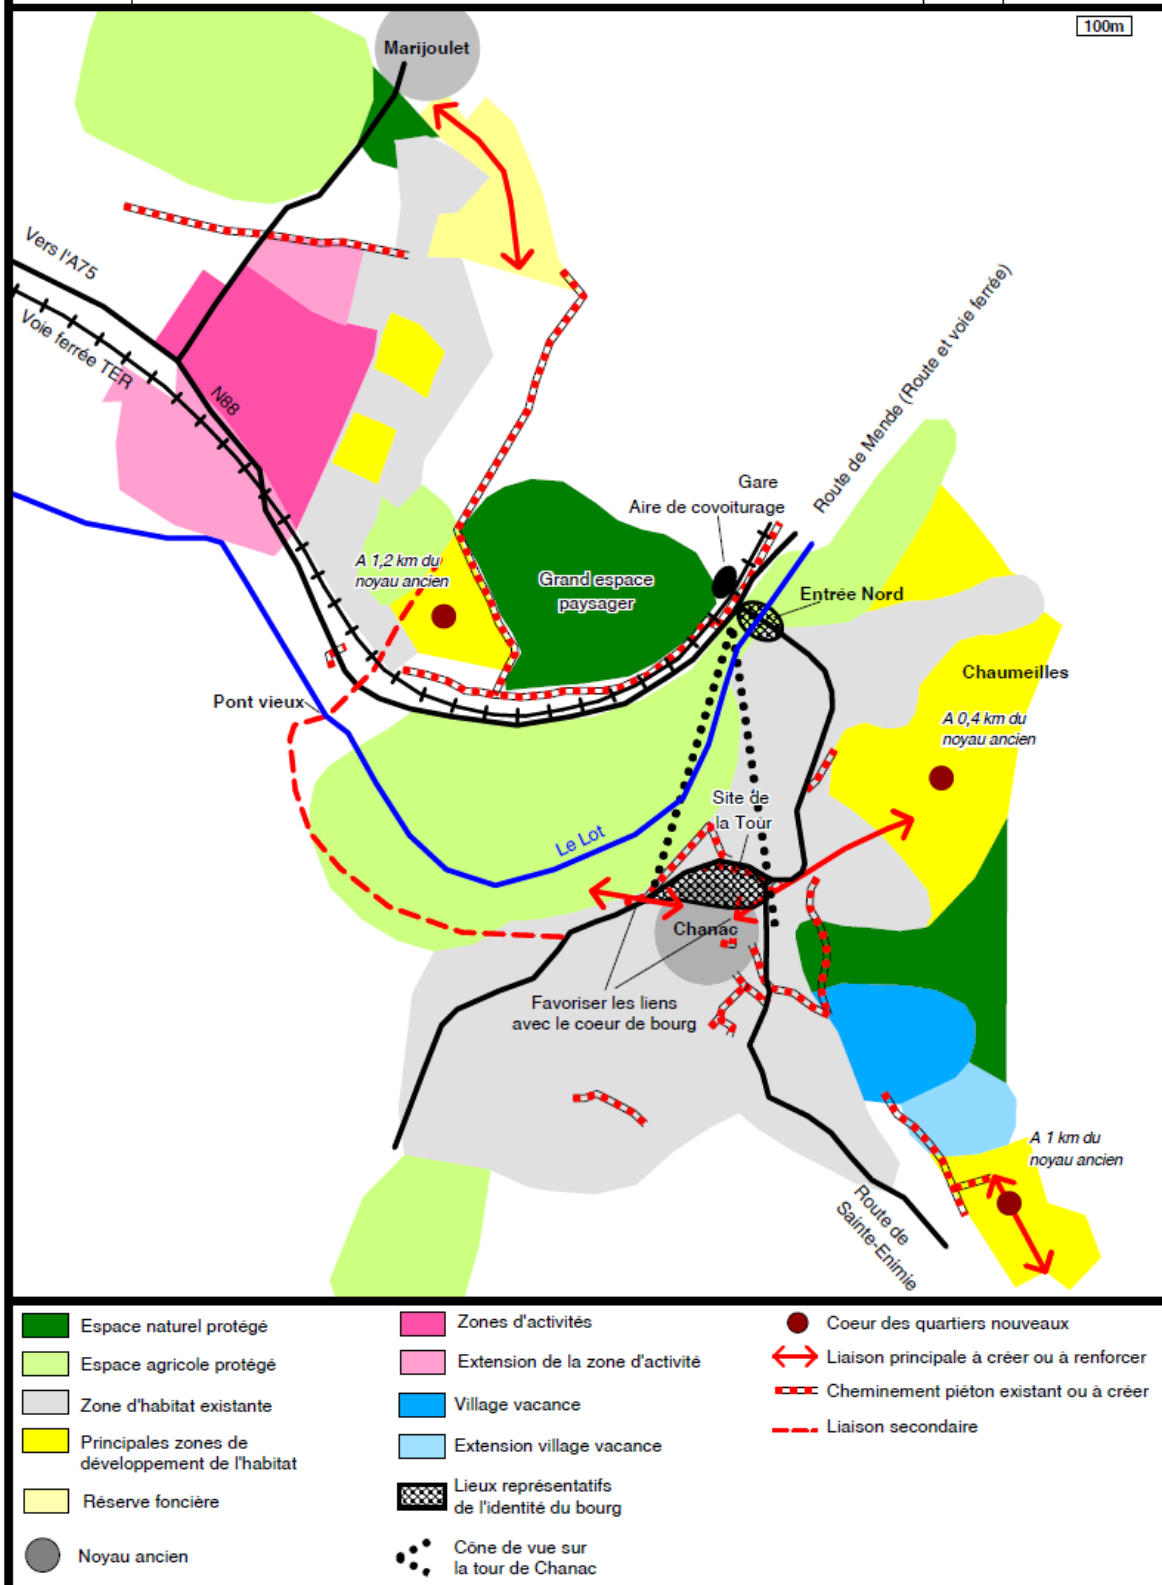 100m
Marijoulet
Vers l'A75
Voie ferrée TER
N88
Route de Mende (Route et voie ferrée)
Gare
Aire de covoiturage
A 1,2 km du
noyau ancien
Grand espace
paysager
Entrée Nord
Chaumeilles
Pont vieux
A 0,4 km du
noyau ancien
Site de
la Tour
Le Lot
Chanac
Favoriser les liens
avec le coeur de bourg
A 1 km du
noyau ancien
Route de
Sainte-Enimie
Espace naturel protégé
Espace agricole protégé
Zone d'habitat existante
Principales zones de
développement de l'habitat
Réserve foncière
Noyau ancien
Zones d'activités
Extension de la zone d'activité
Village vacance
Extension village vacance
Lieux représentatifs
de l'identité du bourg
Cône de vue sur
la tour de Chanac
Coeur des quartiers nouveaux
Liaison principale à créer ou à renforcer
Cheminement piéton existant ou à créer
Liaison secondaire